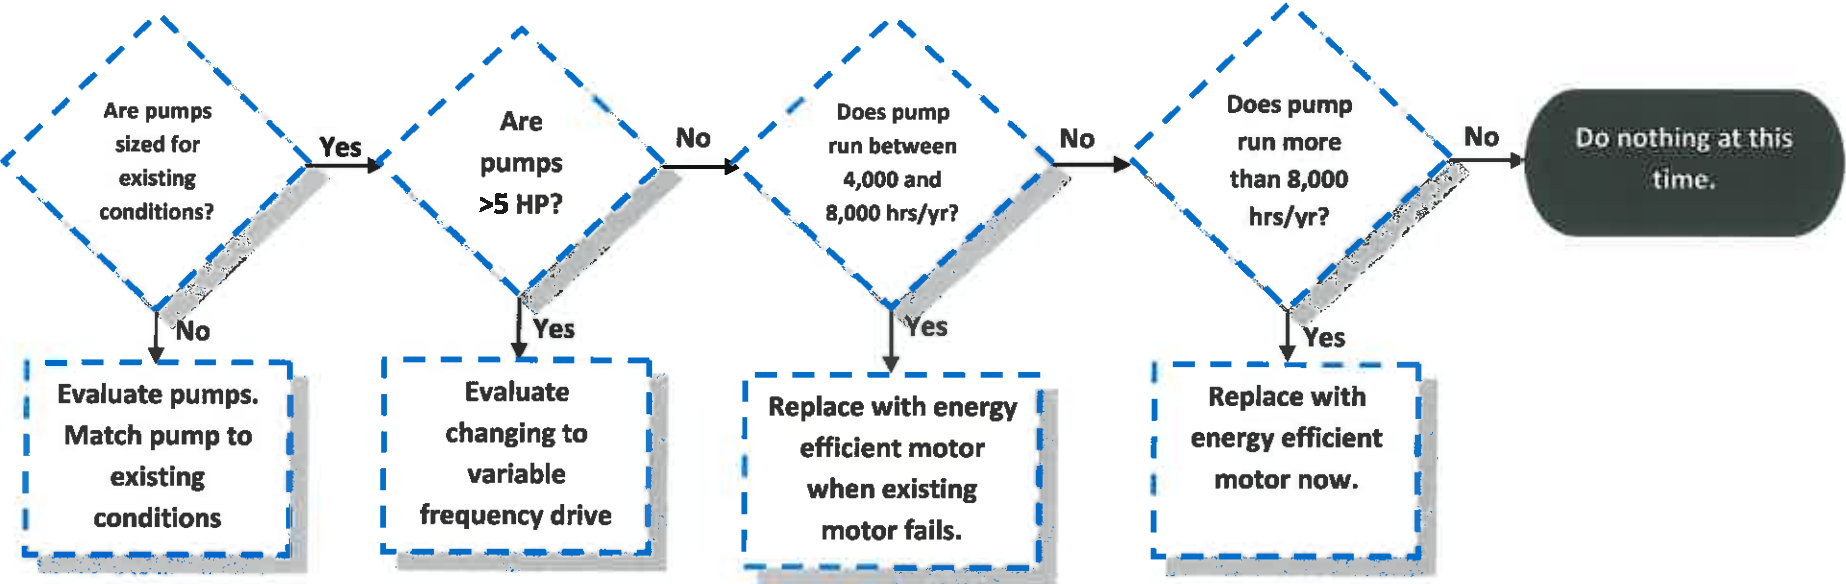 Are pumps
sized for
existing
conditions?
Yes
No
Evaluate pumps.
Match pump to
existing
conditions
Are
pumps
>5 HP?
No
Yes
Evaluate
changing to
variable
frequency drive
Does pump
run between
4,000 and
8,000 hrs/yr?
No
Yes
Replace with energy
efficient motor
when existing
motor fails.
Does pump
run more
than 8,000
hrs/yr?
No
Yes
Replace with
energy efficient
motor now.
Do nothing at this
time.